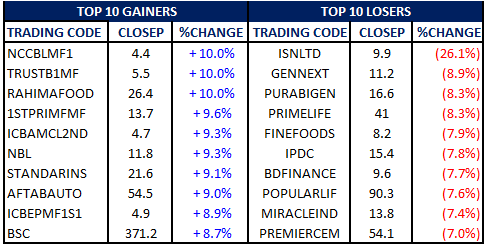 TOP 10 GAINERS TOP 10 LOSERS
TRADING CODE CLOSEP %CHANGE TRADING CODE CLOSEP %CHANGE
NCCBLMF1 4.4 +10.0% ISNLTD 9.9 (26.1%)
TRUSTB1MF 5.5 +10.0% GENNEXT 11.2 (8.9%)
RAHIMAFOOD 26.4 +10.0% PURABIGEN 16.6 (8.3%)
1STPRIMFMF 13.7 +9.6% PRIMELIFE 41 (8.3%)
ICBAMCL2ND 4.7 +9.3% FINEFOODS 8.2 (7.9%)
NBL 11.8 +9.3% IPDC 15.4 (7.8%)
STANDARINS 21.6 +9.1% BDFINANCE 9.6 (7.7%)
AFTABAUTO 54.5 +9.0% POPULARLIF 90.3 (7.6%)
ICBEPMF1S1 4.9 +8.9% MIRACLEIND 13.8 (7.4%)
BSC 371.2 +8.7% PREMIERCEM 54.1 (7.0%)